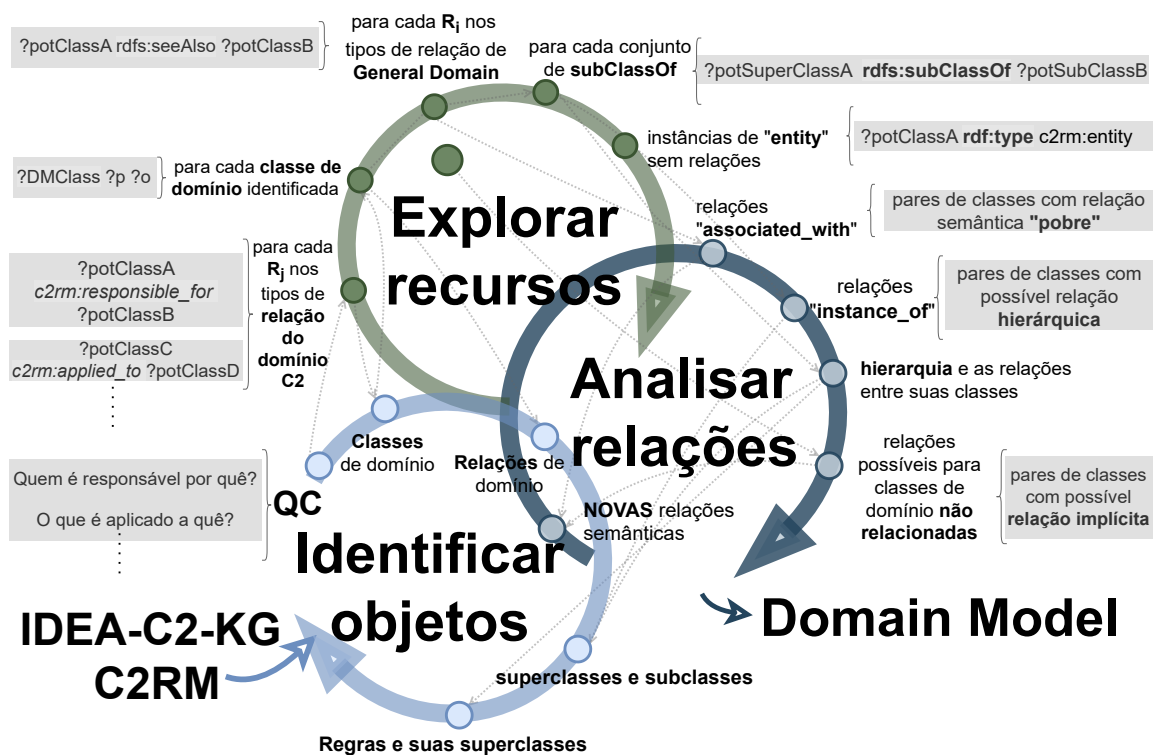 ?potClassA rdfs:seeAlso ?potClassB
para cada Ri nos
tipos de relação de
General Domain
para cada conjunto
de subClassOf
?potSuperClassA rdfs:subClassOf ?potSubClassB
instâncias de "entity"
sem relações
?potClassA rdf:type c2rm:entity
?DMClass ?p ?o
para cada classe de
domínio identificada
relações
"associated_with"
pares de classes com relação
semântica "pobre"
Explorar
recursos
?potClassA
c2rm:responsible_for
?potClassB
?potClassC
c2rm:applied_to ?potClassD
para cada
Rj nos
tipos de
relação
do
domínio
C2
relações
"instance_of"
pares de classes com
possível relação
hierárquica
Analisar
relações
hierarquia e as relações
entre suas classes
relações
possíveis para
classes de
domínio não
relacionadas
pares de classes
com possível
relação implícita
Classes
de domínio
Relações de
domínio
NOVAS relações
semânticas
Quem é responsável por quê?
O que é aplicado a quê?
QC
Identificar
objetos
IDEA-C2-KG
C2RM
Domain Model
superclasses e subclasses
Regras e suas superclasses